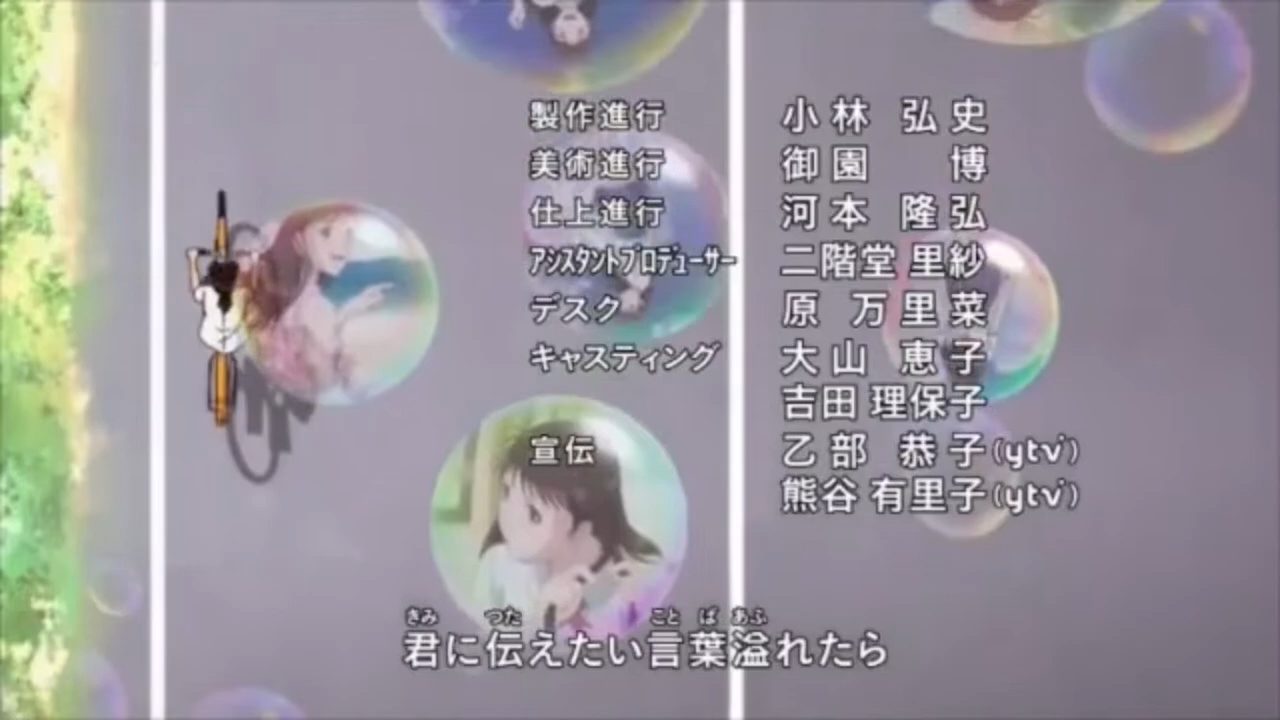 製作進行 小林 弘史
美術進行 御園 博
仕上進行 河本 隆弘
アシスタントプロデューサー 二階堂 里紗
デスク 原 万里菜
キャスティング 大山 恵子
吉田 理保子
宣伝 乙部 恭子(ytv)
熊谷 有里子(ytv)
きみ つた ことば あふ
君に伝えたい言葉溢れたら